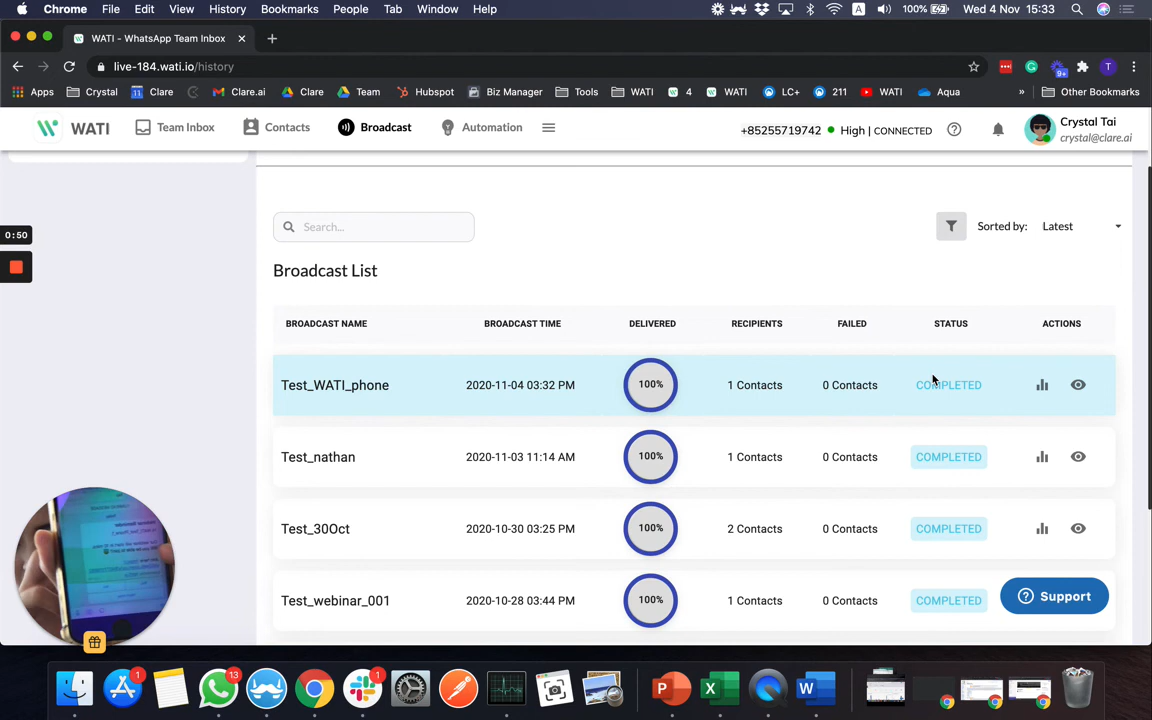 Chrome File Edit View History Bookmarks People Tab Window Help
A 100% Wed 4 Nov 15:33
WATI - WhatsApp Team Inbox
live-184.wati.io/history
9+ T
Apps Crystal Clare Clare.ai Clare Team Hubspot Biz Manager Tools WATI 4 WATI LC+ 211 WATI Aqua » Other Bookmarks
WATI Team Inbox Contacts Broadcast Automation +85255719742 High | CONNECTED Crystal Tai
crystal@clare.ai
0:50
Search... Sorted by: Latest
Broadcast List
BROADCAST NAME BROADCAST TIME DELIVERED RECIPIENTS FAILED STATUS ACTIONS
Test_WATI_phone 2020-11-04 03:32 PM 100% 1 Contacts 0 Contacts COMPLETED
Test_nathan 2020-11-03 11:14 AM 100% 1 Contacts 0 Contacts COMPLETED
Test_30Oct 2020-10-30 03:25 PM 100% 2 Contacts 0 Contacts COMPLETED
Test_webinar_001 2020-10-28 03:44 PM 100% 1 Contacts 0 Contacts COMPLETED
Support
1 13 1 P X W